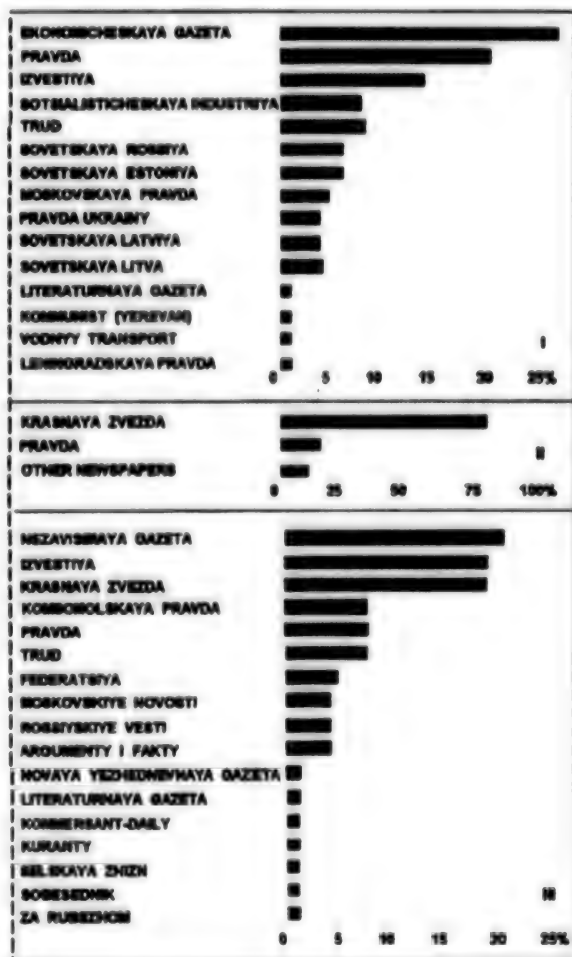 EKONOMICHESKAYA GAZETA
PRAVDA
IZVESTIYA
SOTSIALISTICHESKAYA INDUSTRIYA
TRUD
SOVETSKAYA ROSSIYA
SOVETSKAYA ESTONIYA
MOSKOVSKAYA PRAVDA
PRAVDA UKRAINY
SOVETSKAYA LATVIYA
SOVETSKAYA LITVA
LITERATURNAYA GAZETA
KOMMUNIST (YEREVAN)
VODNYY TRANSPORT I
LENINGRADSKAYA PRAVDA
0 5 10 15 20 25%
KRASNAYA ZVEZDA
PRAVDA II
OTHER NEWSPAPERS
0 25 50 75 100%
NEZAVISIMAYA GAZETA
IZVESTIYA
KRASNAYA ZVEZDA
KOMSOMOLSKAYA PRAVDA
PRAVDA
TRUD
FEDERATSIYA
MOSKOVSKIYE NOVOSTI
ROSSIYSKIYE VESTI
ARGUMENTY I FAKTY
NOVAYA YEZHEDNEVNAYA GAZETA
LITERATURNAYA GAZETA
KOMMERSANT-DAILY
KURANTY
SELSKAYA ZHIZN
SOBESEDNIK III
ZA RUBEZHOM
0 5 10 15 20 25%